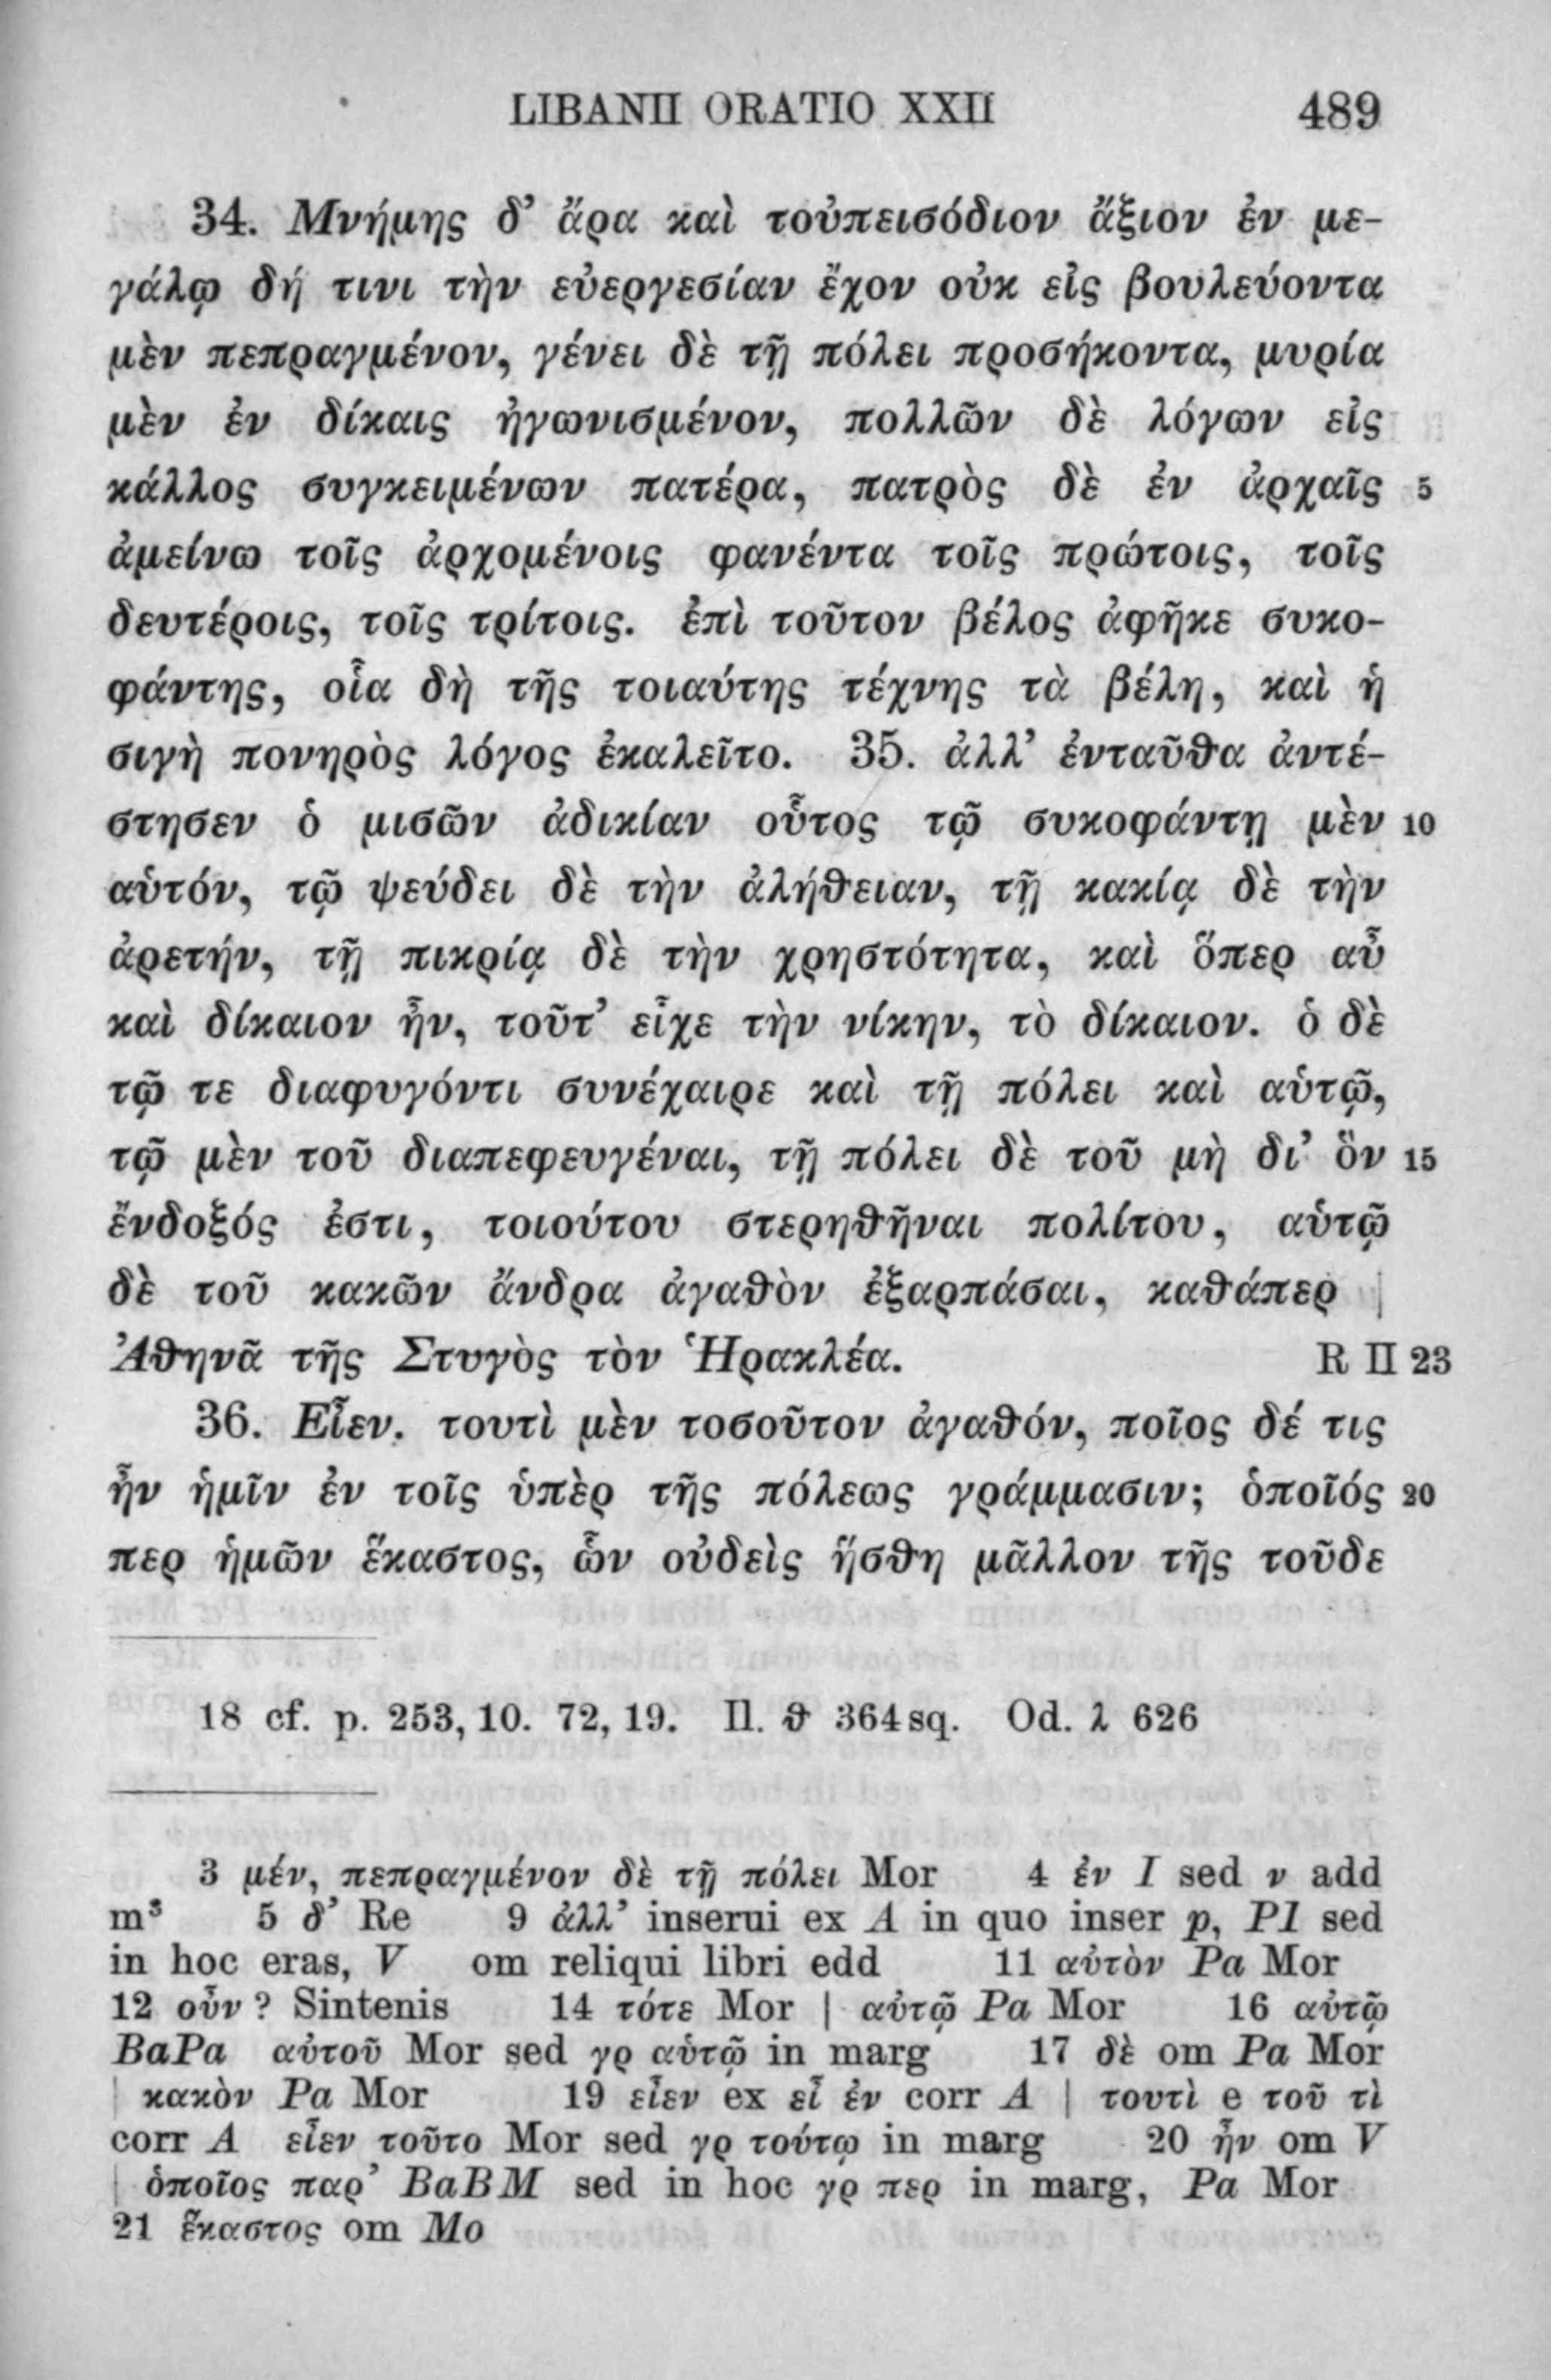 LIBANII ORATIO XXII 489
34. Μνήμης δ’ ἄρα καὶ τοὐπεισόδιον ἄξιον ἐν με-
γάλῳ δή τινι τὴν εὐεργεσίαν ἔχον οὐκ εἰς βουλεύοντα
μὲν πεπραγμένον, γένει δὲ τῇ πόλει προσήκοντα, μυρία
μὲν ἐν δίκαις ἠγωνισμένον, πολλῶν δὲ λόγων εἰς
κάλλος συγκειμένων πατέρα, πατρὸς δὲ ἐν ἀρχαῖς 5
ἀμείνω τοῖς ἀρχομένοις φανέντα τοῖς πρώτοις, τοῖς
δευτέροις, τοῖς τρίτοις. ἐπὶ τοῦτον βέλος ἀφῆκε συκο-
φάντης, οἷα δὴ τῆς τοιαύτης τέχνης τὰ βέλη, καὶ ἡ
σιγὴ πονηρὸς λόγος ἐκαλεῖτο. 35. ἀλλ’ ἐνταῦθα ἀντέ-
στησεν ὁ μισῶν ἀδικίαν οὗτος τῷ συκοφάντῃ μὲν 10
αὑτόν, τῷ ψεύδει δὲ τὴν ἀλήθειαν, τῇ κακίᾳ δὲ τὴν
ἀρετήν, τῇ πικρίᾳ δὲ τὴν χρηστότητα, καὶ ὅπερ αὖ
καὶ δίκαιον ἦν, τοῦτ’ εἶχε τὴν νίκην, τὸ δίκαιον. ὁ δὲ
τῷ τε διαφυγόντι συνέχαιρε καὶ τῇ πόλει καὶ αὑτῷ,
τῷ μὲν τοῦ διαπεφευγέναι, τῇ πόλει δὲ τοῦ μὴ δι’ ὃν 15
ἔνδοξός ἐστι, τοιούτου στερηθῆναι πολίτου, αὑτῷ
δὲ τοῦ κακῶν ἄνδρα ἀγαθὸν ἐξαρπάσαι, καθάπερ |
Ἀθηνᾶ τῆς Στυγὸς τὸν Ἡρακλέα. R II 23
36. Εἶεν. τουτὶ μὲν τοσοῦτον ἀγαθόν, ποῖος δέ τις
ἦν ἡμῖν ἐν τοῖς ὑπὲρ τῆς πόλεως γράμμασιν; ὁποῖός 20
περ ἡμῶν ἕκαστος, ὧν οὐδεὶς ἥσθη μᾶλλον τῆς τοῦδε
18 cf. p. 253, 10. 72, 19. Il. θ 364 sq. Od. λ 626
3 μέν, πεπραγμένον δὲ τῇ πόλει Mor 4 ἐν I sed ν add
m³ 5 δ’ Re 9 ἀλλ’ inserui ex A in quo inser p, PI sed
in hoc eras, V om reliqui libri edd 11 αὐτὸν Pa Mor
12 οὖν? Sintenis 14 τότε Mor | αὐτῷ Pa Mor 16 αὐτῷ
BaPa αὐτοῦ Mor sed γρ αὑτῷ in marg 17 δὲ om Pa Mor
| κακὸν Pa Mor 19 εἶεν ex εἶ ἐν corr A | τουτὶ e τοῦ τὶ
corr A εἶεν τοῦτο Mor sed γρ τούτῳ in marg 20 ἦν om V
| ὁποῖος παρ’ BaBM sed in hoc γρ περ in marg, Pa Mor
21 ἕκαστος om Mo